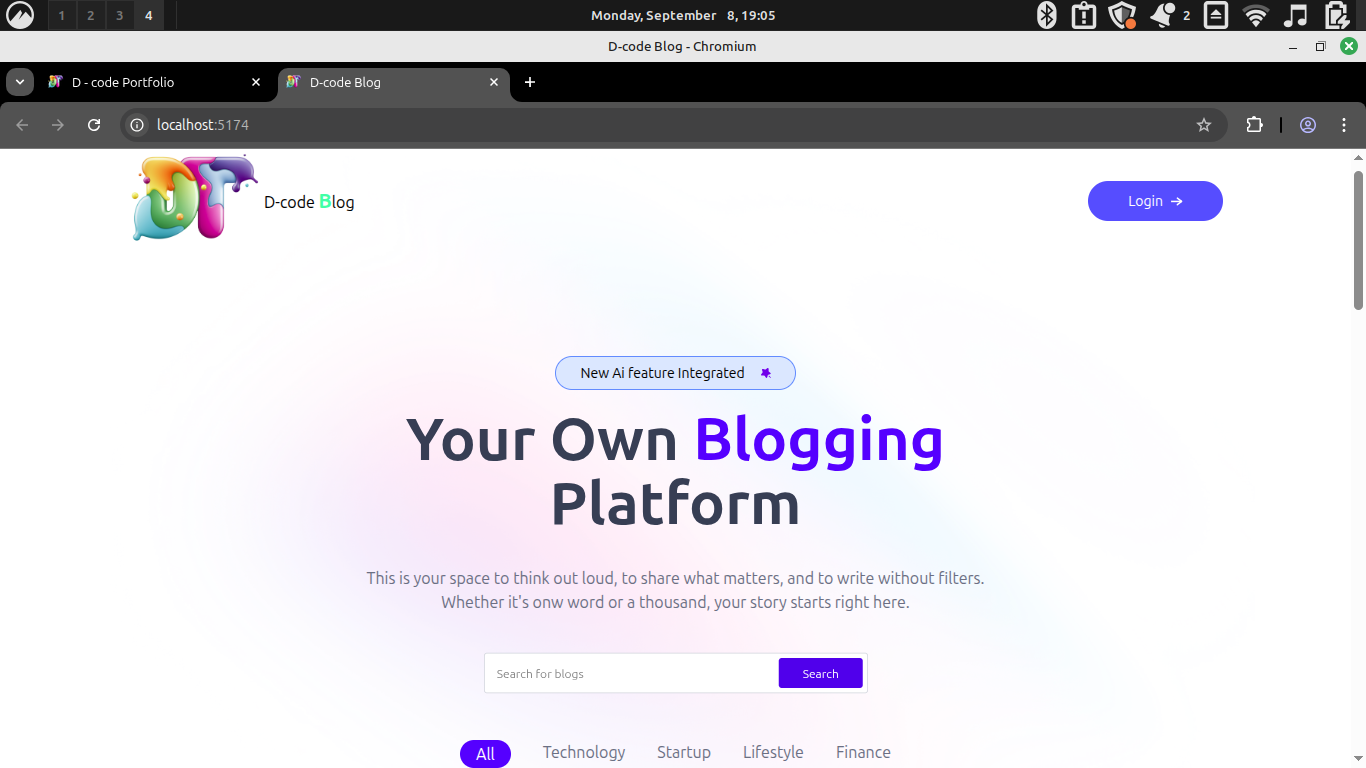 1 2 3 4 Monday, September 8, 19:05 2
D-code Blog - Chromium
D - code Portfolio D-code Blog
localhost:5174
DT D-code Blog Login →
New Ai feature Integrated
Your Own Blogging
Platform
This is your space to think out loud, to share what matters, and to write without filters.
Whether it's onw word or a thousand, your story starts right here.
Search for blogs Search
All Technology Startup Lifestyle Finance